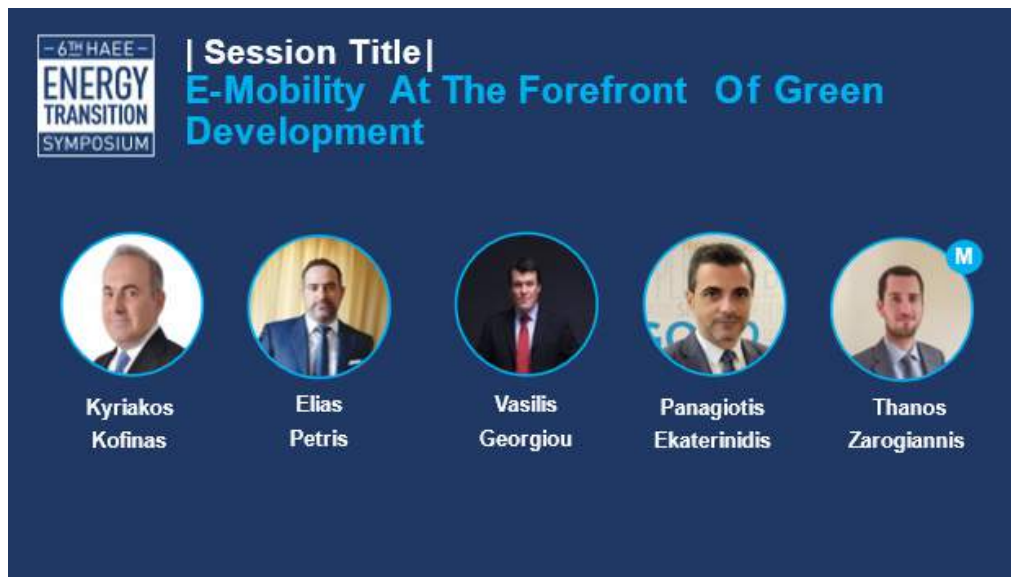 6TH HAEE
ENERGY
TRANSITION
SYMPOSIUM
| Session Title|
E-Mobility At The Forefront Of Green
Development
M
Kyriakos
Kofinas
Elias
Petris
Vasilis
Georgiou
Panagiotis
Ekaterinidis
Thanos
Zarogiannis